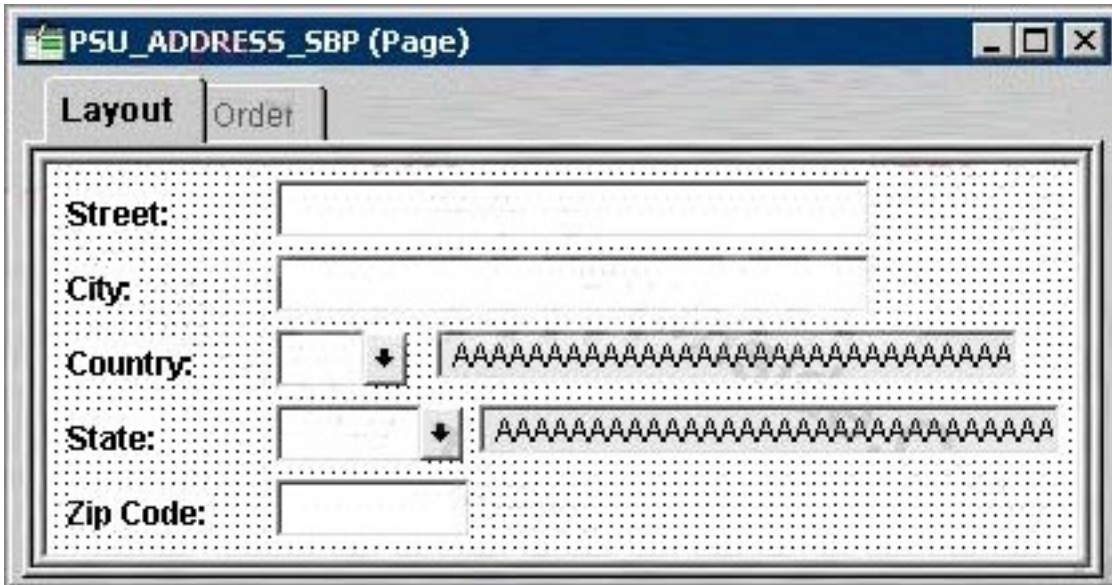 PSU_ADDRESS_SBP (Page)
Layout Order
Street:
City:
Country: AAAAAAAAAAAAAAAAAAAAAAAAAAAAAA
State: AAAAAAAAAAAAAAAAAAAAAAAAAAAAAA
Zip Code: